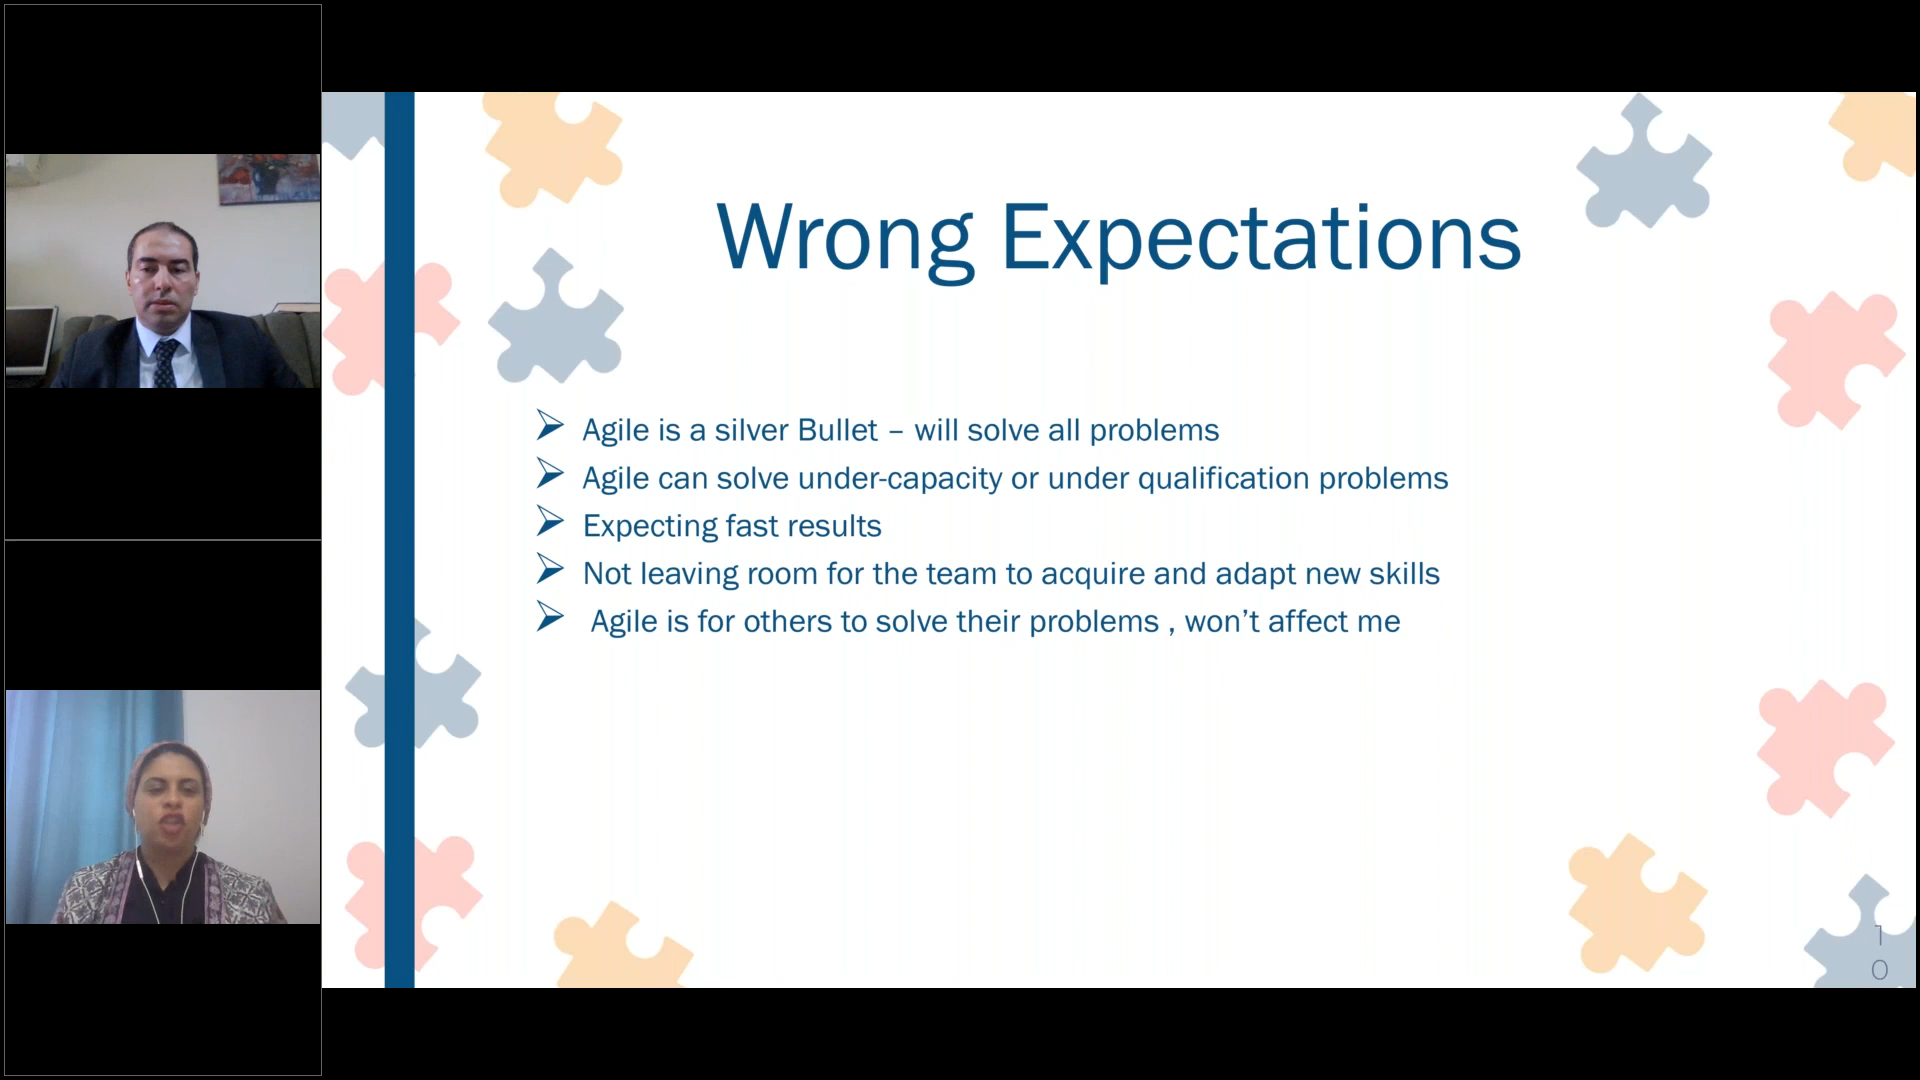 Wrong Expectations
➢ Agile is a silver Bullet – will solve all problems
➢ Agile can solve under-capacity or under qualification problems
➢ Expecting fast results
➢ Not leaving room for the team to acquire and adapt new skills
➢ Agile is for others to solve their problems , won’t affect me
1
0